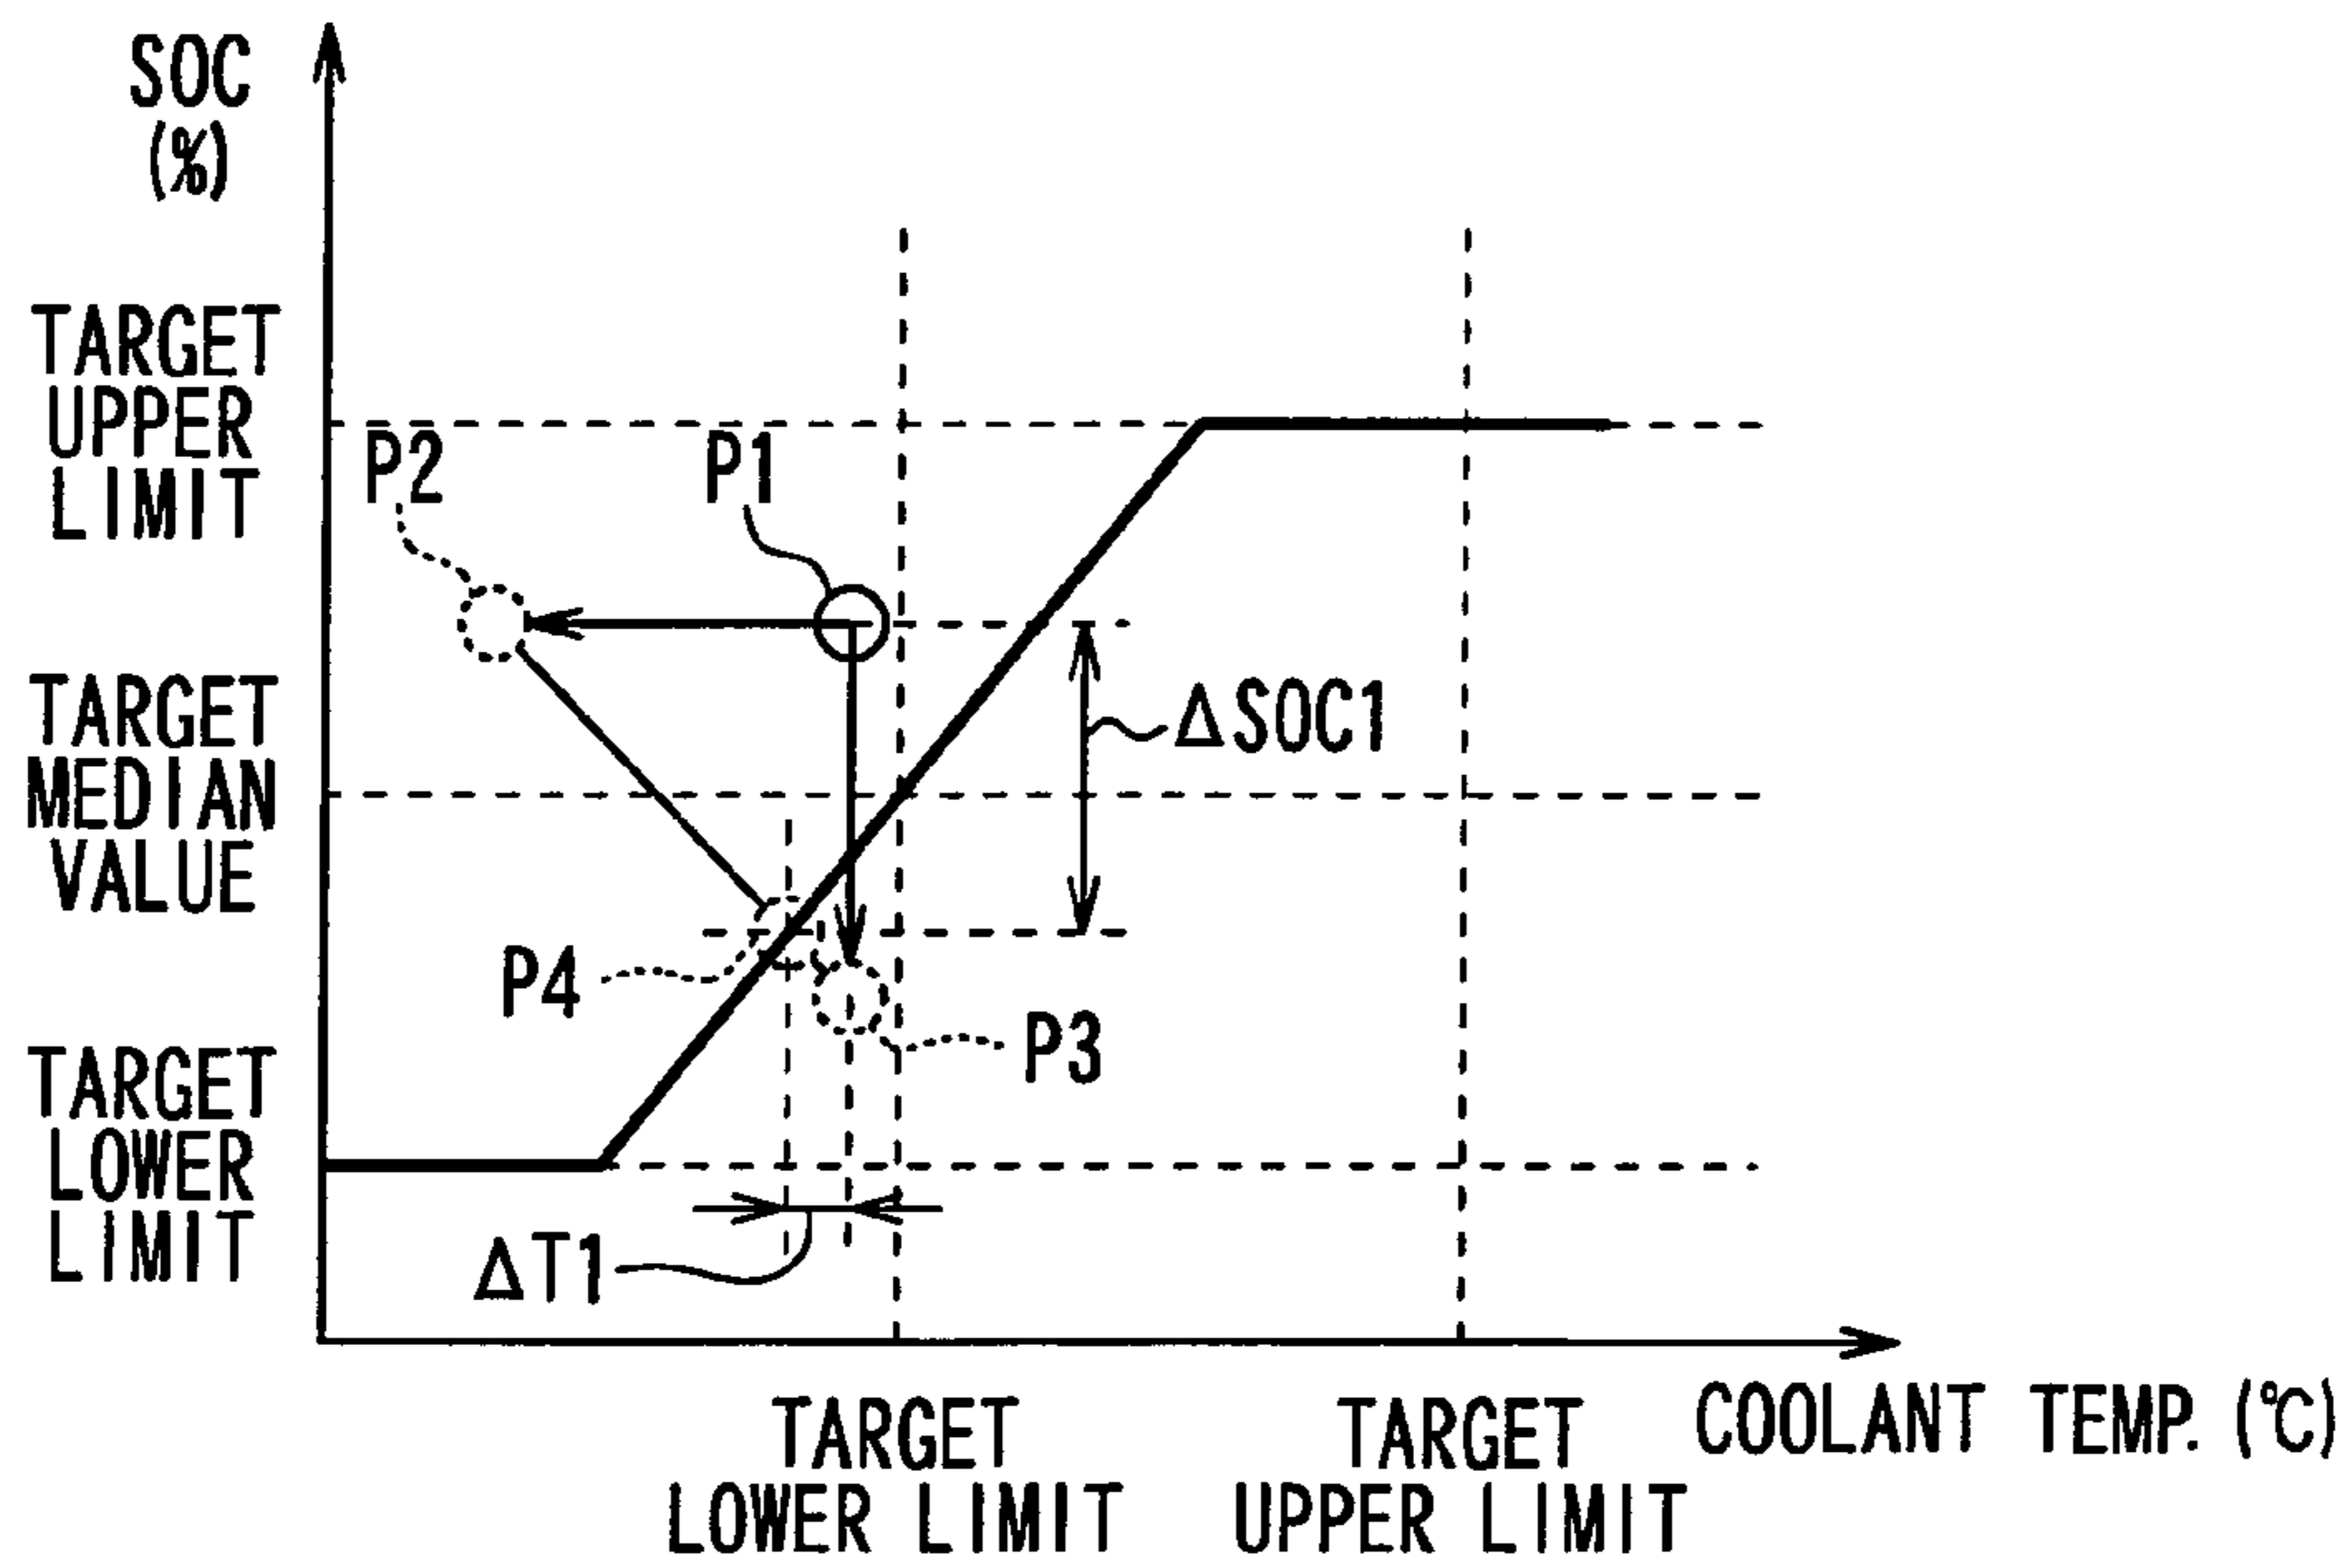 SOC
(%)
TARGET
UPPER
LIMIT
P2
P1
TARGET
MEDIAN
VALUE
ΔSOC1
P4
P3
TARGET
LOWER
LIMIT
ΔT1
TARGET
LOWER LIMIT
TARGET
UPPER LIMIT
COOLANT TEMP. (℃)